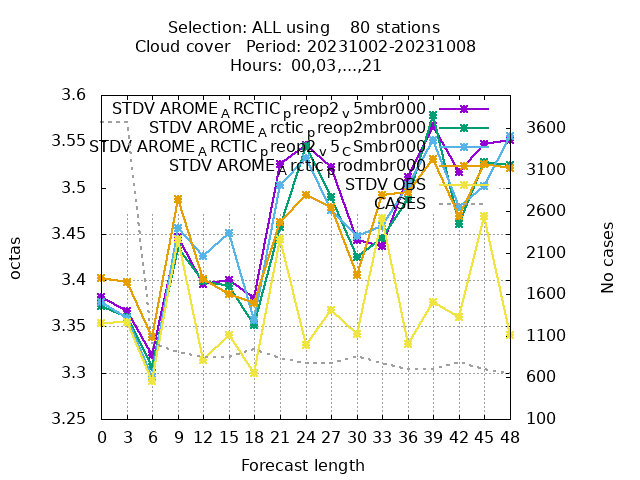 Selection: ALL using    80 stations
Cloud cover   Period: 20231002-20231008
Hours:  00,03,...,21
3.6
3.55
3.5
3.45
3.4
3.35
3.3
3.25
octas
STDV AROME_ARCTIC_preop2_v5mbr000
STDV AROME_Arctic_preop2mbr000
STDV AROME_ARCTIC_preop2_v5_CSmbr000
STDV AROME_Arctic_prodmbr000
STDV OBS
CASES
3600
3100
2600
2100
1600
1100
600
100
No cases
0 3 6 9 12 15 18 21 24 27 30 33 36 39 42 45 48
Forecast length